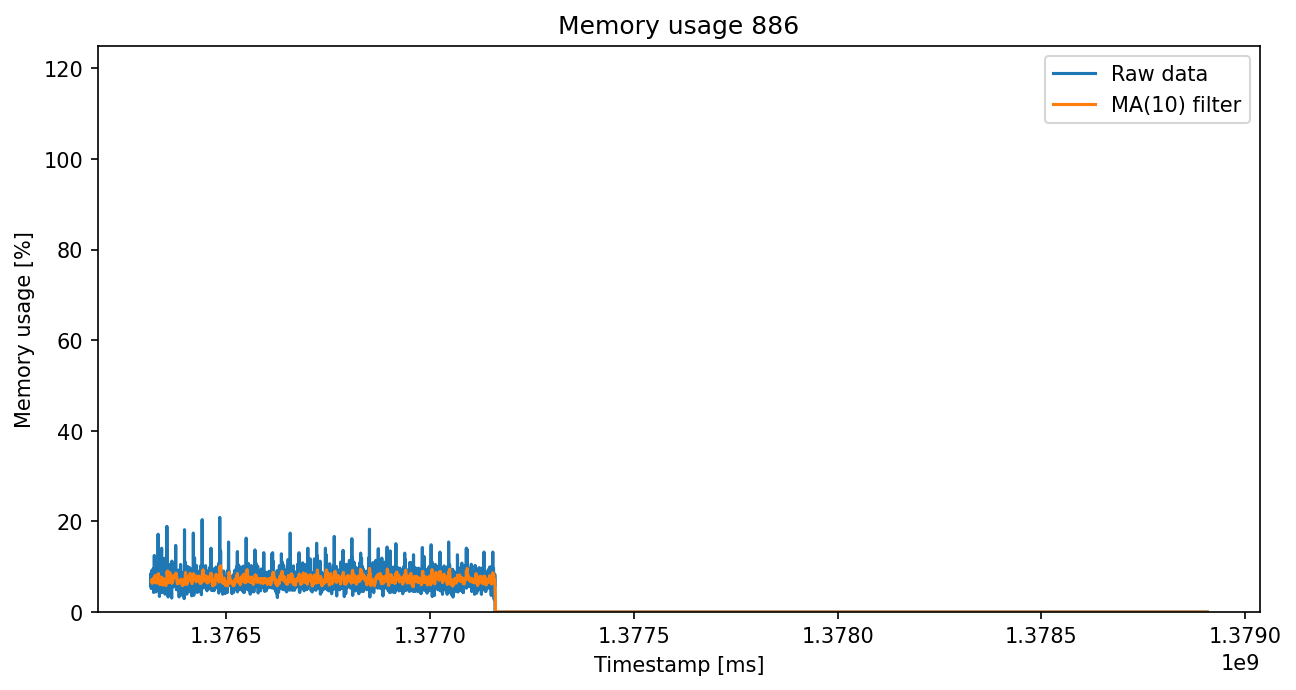 Memory usage 886
Raw data
MA(10) filter
Memory usage [%]
120
100
80
60
40
20
0
1.3765 1.3770 1.3775 1.3780 1.3785 1.3790
1e9
Timestamp [ms]